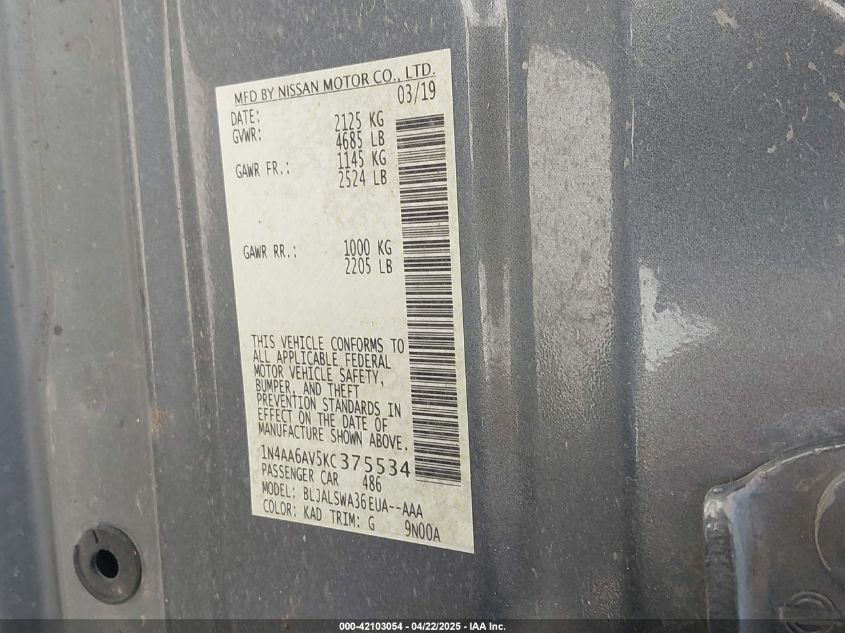 MFD BY NISSAN MOTOR CO., LTD.
DATE: 03/19
GVWR: 2125 KG
4685 LB
GAWR FR.: 1145 KG
2524 LB
GAWR RR.: 1000 KG
2205 LB
THIS VEHICLE CONFORMS TO
ALL APPLICABLE FEDERAL
MOTOR VEHICLE SAFETY,
BUMPER, AND THEFT
PREVENTION STANDARDS IN
EFFECT ON THE DATE OF
MANUFACTURE SHOWN ABOVE.
1N4AA6AV5KC375534
PASSENGER CAR 486
MODEL: BLJALSWA36EUA--AAA
COLOR: KAD TRIM: G 9N00A
000-42103054 - 04/22/2025 - IAA Inc.